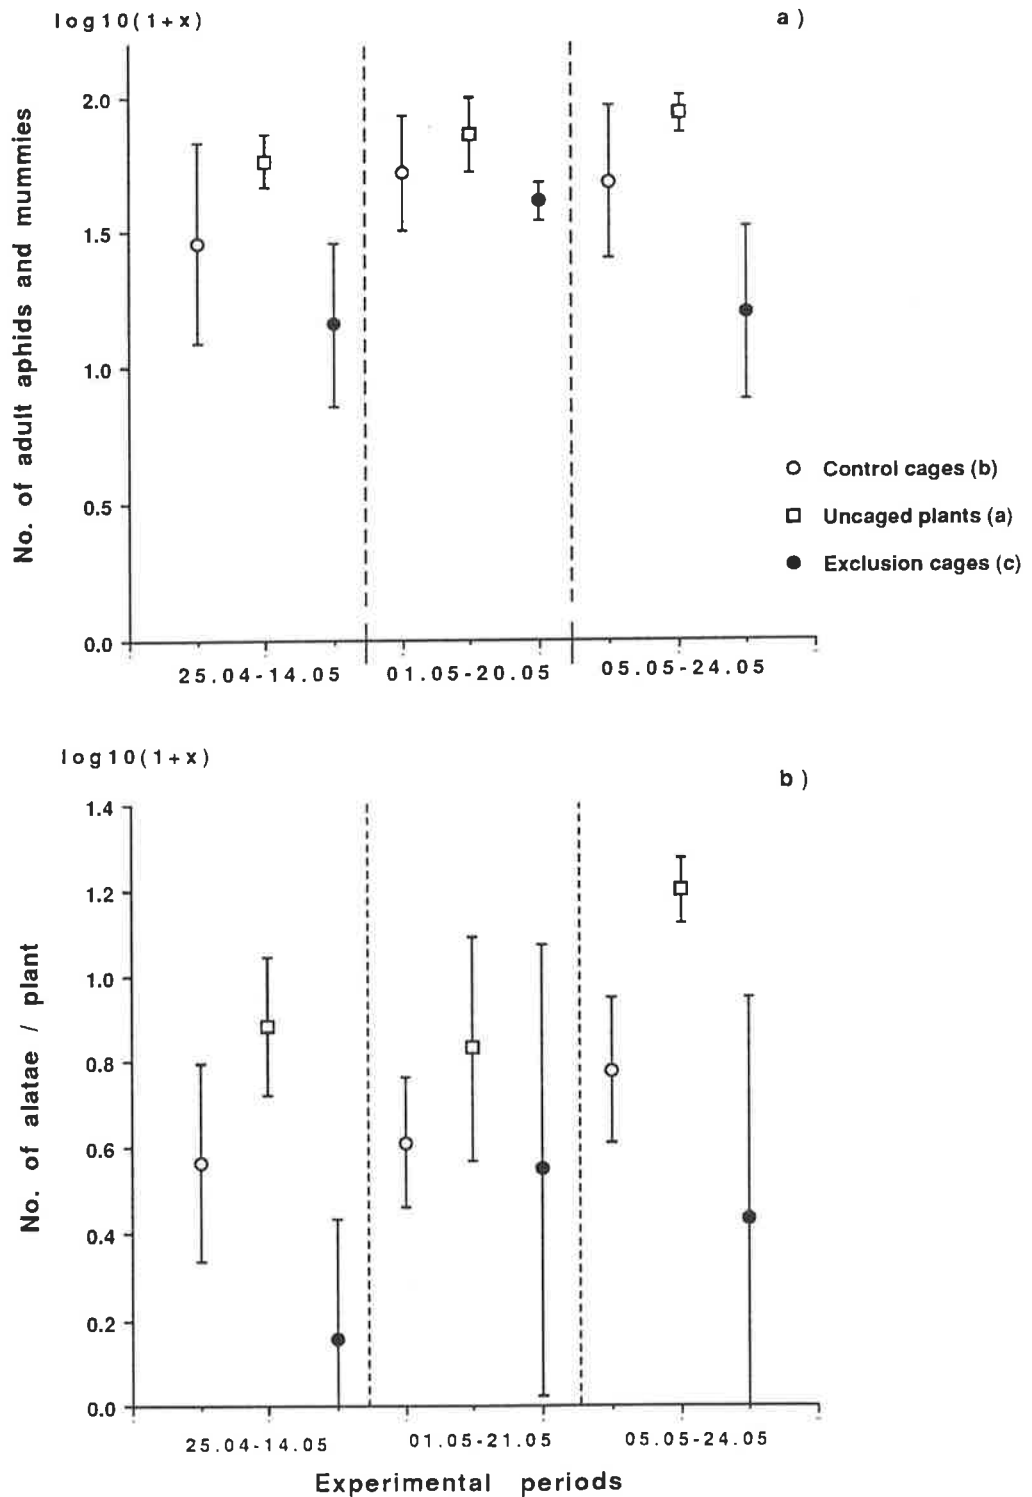 log10(1+x)
a)
No. of adult aphids and mummies
2.0
1.5
1.0
0.5
0.0
Control cages (b)
Uncaged plants (a)
Exclusion cages (c)
25.04-14.05
01.05-20.05
05.05-24.05
log10(1+x)
b)
No. of alatae / plant
1.4
1.2
1.0
0.8
0.6
0.4
0.2
0.0
25.04-14.05
01.05-21.05
05.05-24.05
Experimental periods